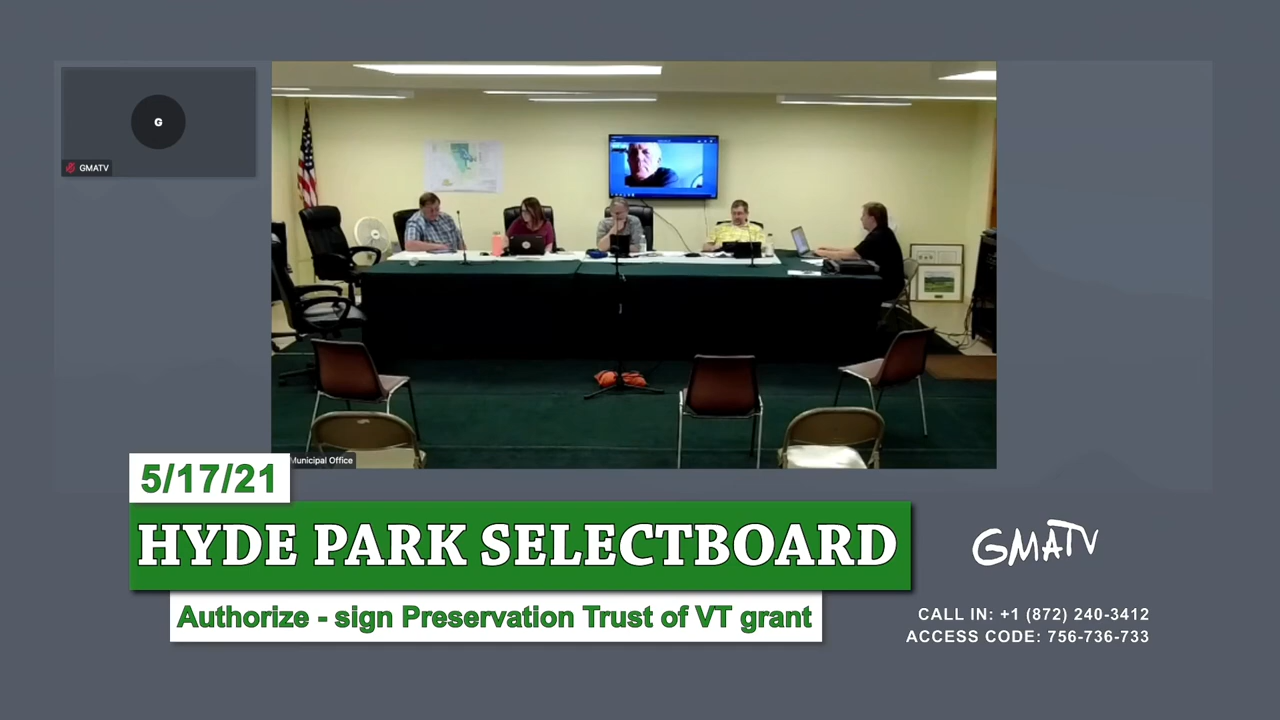 G
GMATV
Municipal Office
5/17/21
HYDE PARK SELECTBOARD
Authorize - sign Preservation Trust of VT grant
GMATV
CALL IN: +1 (872) 240-3412
ACCESS CODE: 756-736-733